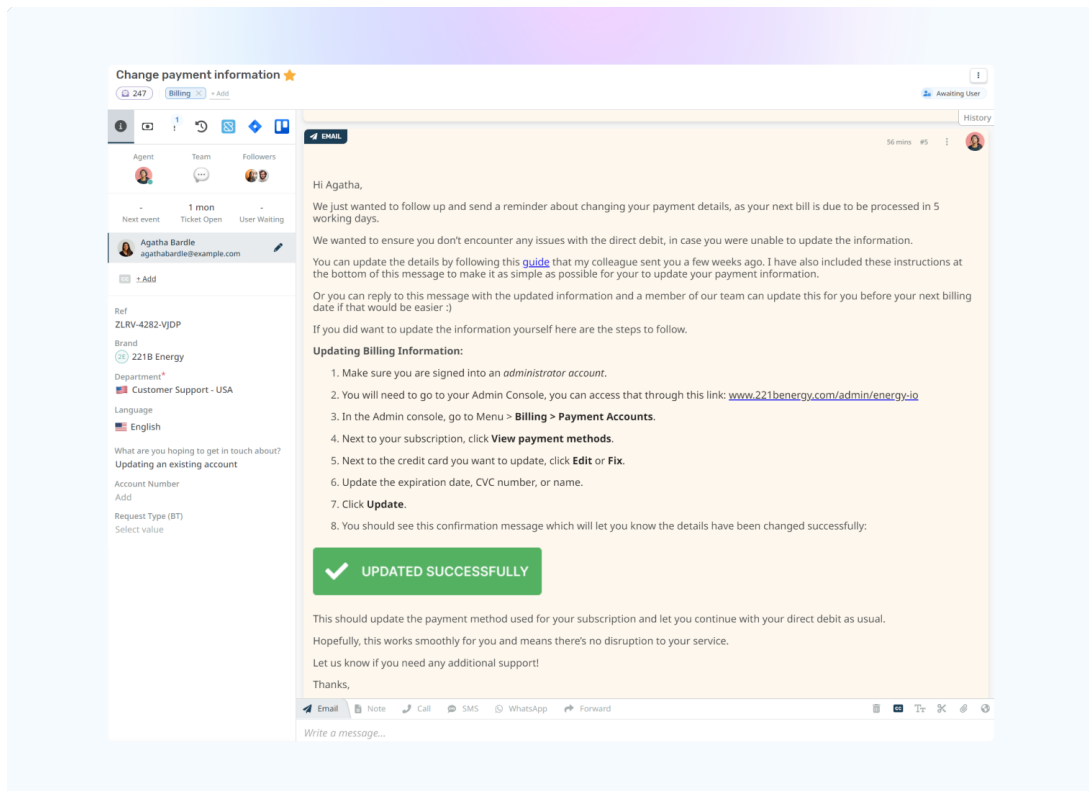 Change payment information
247
Billing
+ Add
Awaiting User
History
1
Agent
Team
Followers
-
1 mon
-
Next event
Ticket Open
User Waiting
Agatha Bardle
agathabardle@example.com
CC
+ Add
Ref
ZLRV-4282-VJDP
Brand
2E
221B Energy
Department*
Customer Support - USA
Language
English
What are you hoping to get in touch about?
Updating an existing account
Account Number
Add
Request Type (BT)
Select value
EMAIL
56 mins
#5
Hi Agatha,
We just wanted to follow up and send a reminder about changing your payment details, as your next bill is due to be processed in 5
working days.
We wanted to ensure you don't encounter any issues with the direct debit, in case you were unable to update the information.
You can update the details by following this guide that my colleague sent you a few weeks ago. I have also included these instructions at
the bottom of this message to make it as simple as possible for your to update your payment information.
Or you can reply to this message with the updated information and a member of our team can update this for you before your next billing
date if that would be easier :)
If you did want to update the information yourself here are the steps to follow.
Updating Billing Information:
1. Make sure you are signed into an administrator account.
2. You will need to go to your Admin Console, you can access that through this link: www.221benergy.com/admin/energy-io
3. In the Admin console, go to Menu > Billing > Payment Accounts.
4. Next to your subscription, click View payment methods.
5. Next to the credit card you want to update, click Edit or Fix.
6. Update the expiration date, CVC number, or name.
7. Click Update.
8. You should see this confirmation message which will let you know the details have been changed successfully:
UPDATED SUCCESSFULLY
This should update the payment method used for your subscription and let you continue with your direct debit as usual.
Hopefully, this works smoothly for you and means there's no disruption to your service.
Let us know if you need any additional support!
Thanks,
Email
Note
Call
SMS
WhatsApp
Forward
CC
Write a message...